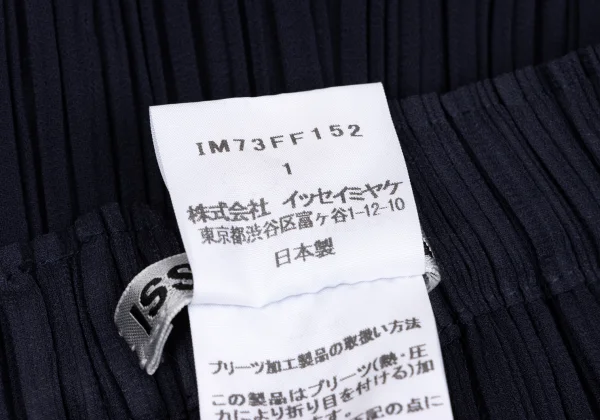 IM73FF152
1
株式会社 イッセイミヤケ
東京都渋谷区富ヶ谷1-12-10
日本製
ISS
プリーツ加工製品の取扱い方法
この製品はプリーツ(熱・圧
力により折り目を付ける)加